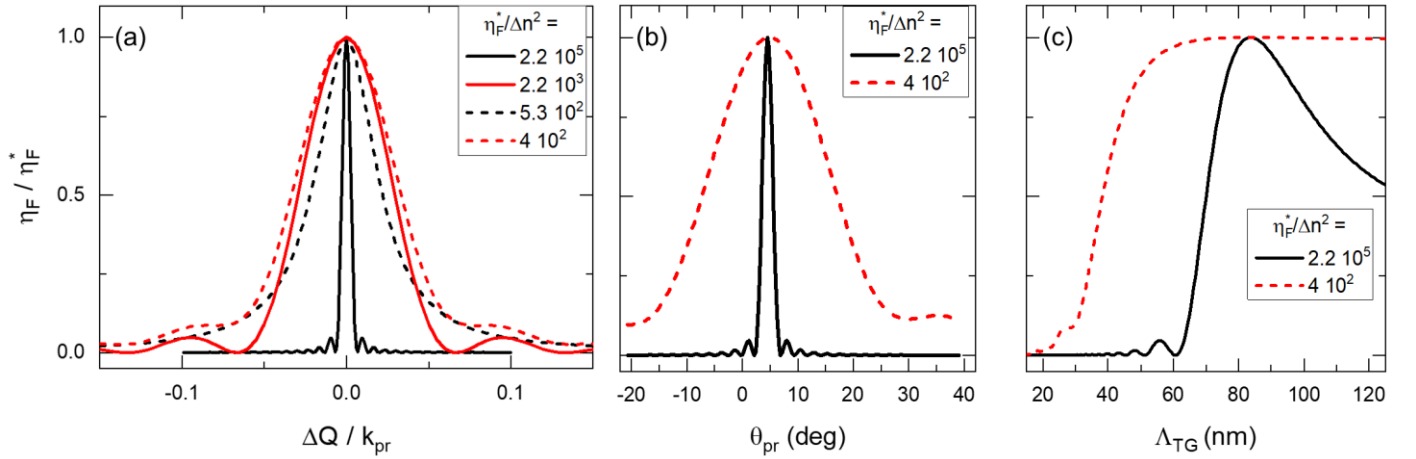 (a)
η*F/Δn² =
2.2 10⁵
2.2 10³
5.3 10²
4 10²
1.0
0.5
0.0
ηF / η*F
-0.1 0.0 0.1
ΔQ / kpr
(b)
η*F/Δn² =
2.2 10⁵
4 10²
-20 -10 0 10 20 30 40
θpr (deg)
(c)
η*F/Δn² =
2.2 10⁵
4 10²
20 40 60 80 100 120
ΛTG (nm)